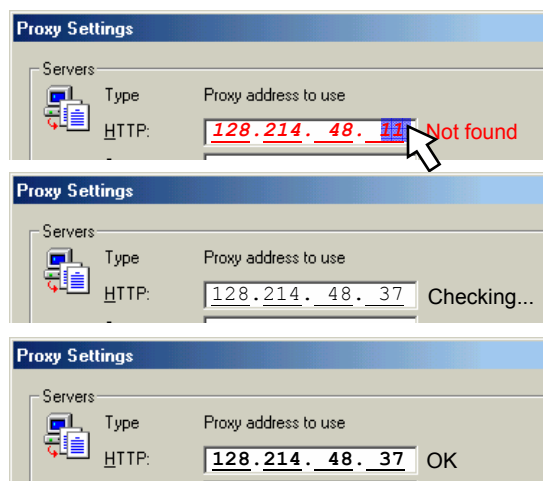 Proxy Settings
Servers
Type Proxy address to use
HTTP: 128.214. 48. 11 Not found
Proxy Settings
Servers
Type Proxy address to use
HTTP: 128.214. 48. 37 Checking...
Proxy Settings
Servers
Type Proxy address to use
HTTP: 128.214. 48. 37 OK